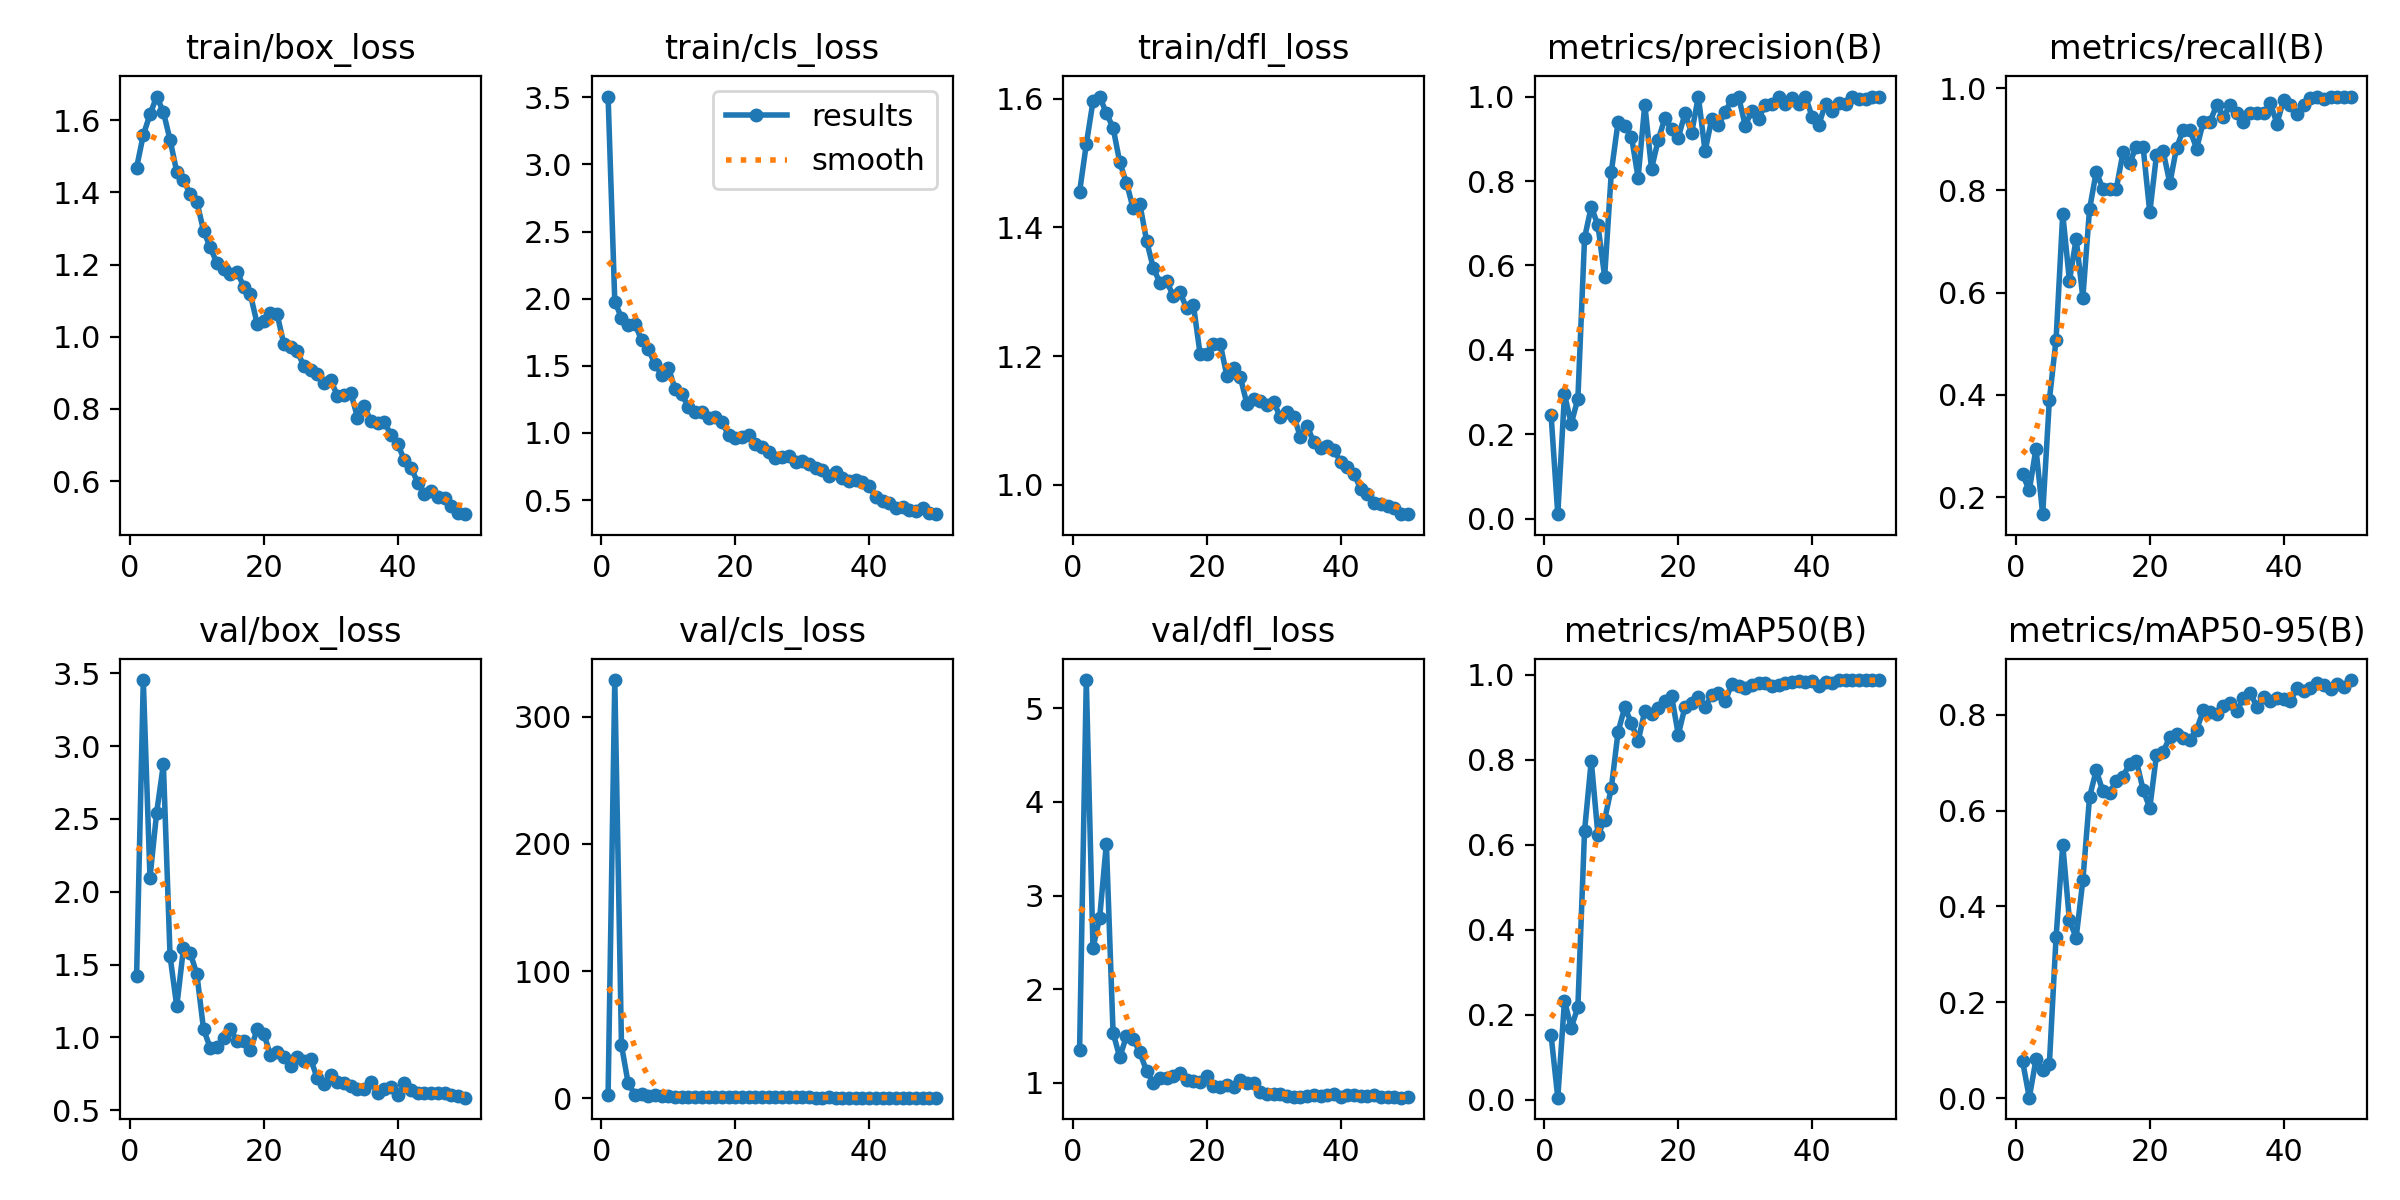 train/box_loss
1.6
1.4
1.2
1.0
0.8
0.6
0 20 40
train/cls_loss
results
smooth
3.5
3.0
2.5
2.0
1.5
1.0
0.5
0 20 40
train/dfl_loss
1.6
1.4
1.2
1.0
0 20 40
metrics/precision(B)
1.0
0.8
0.6
0.4
0.2
0.0
0 20 40
metrics/recall(B)
1.0
0.8
0.6
0.4
0.2
0 20 40
val/box_loss
3.5
3.0
2.5
2.0
1.5
1.0
0.5
0 20 40
val/cls_loss
300
200
100
0
0 20 40
val/dfl_loss
5
4
3
2
1
0 20 40
metrics/mAP50(B)
1.0
0.8
0.6
0.4
0.2
0.0
0 20 40
metrics/mAP50-95(B)
0.8
0.6
0.4
0.2
0.0
0 20 40